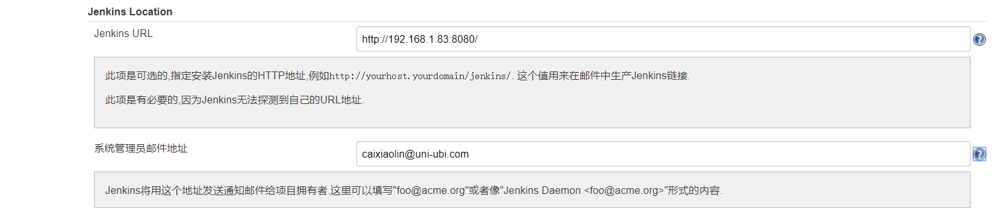 Jenkins Location
Jenkins URL
http://192.168.1.83:8080/
此项是可选的,指定安装Jenkins的HTTP地址,例如http://yourhost.yourdomain/jenkins/. 这个值用来在邮件中生产Jenkins链接.
此项是有必要的,因为Jenkins无法探测到自己的URL地址.
系统管理员邮件地址
caixiaolin@uni-ubi.com
Jenkins将用这个地址发送通知邮件给项目拥有者.这里可以填写"foo@acme.org"或者像"Jenkins Daemon <foo@acme.org>"形式的内容.